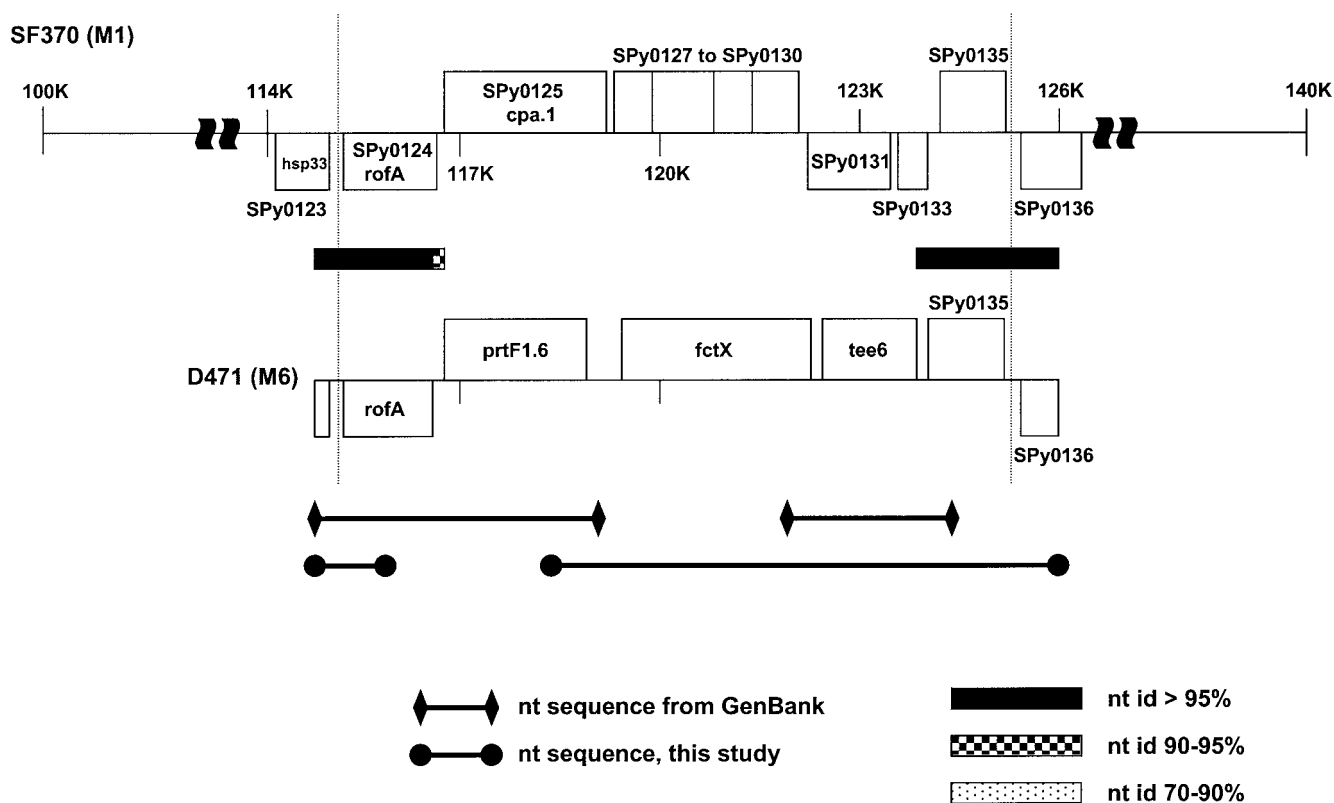 SF370 (M1)
SPy0127 to SPy0130
SPy0135
100K
114K
SPy0125
cpa.1
123K
126K
140K
hsp33
SPy0124
rofA
117K
120K
SPy0131
SPy0123
SPy0133
SPy0136
SPy0135
prtF1.6
fctX
tee6
D471 (M6)
rofA
SPy0136
nt sequence from GenBank
nt sequence, this study
nt id > 95%
nt id 90-95%
nt id 70-90%